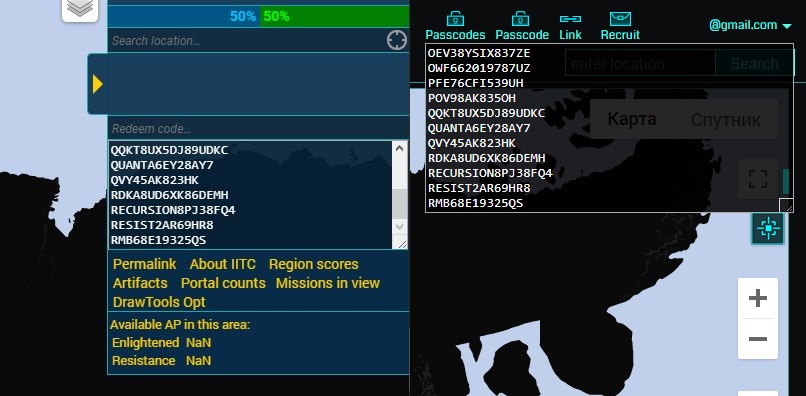 50% 50%
Search location...
Redeem code...
QQKT8UX5DJ89UDKC
QUANTA6EY28AY7
QVY45AK823HK
RDKA8UD6XK86DEMH
RECURSION8PJ38FQ4
RESIST2AR69HR8
RMB68E19325QS
Permalink About IITC Region scores
Artifacts Portal counts Missions in view
DrawTools Opt
Available AP in this area:
Enlightened NaN
Resistance NaN
Passcodes Passcode Link Recruit
@gmail.com
enter location Search
OEV38YSIX837ZE
OWF662019787UZ
PFE76CFI539UH
POV98AK835OH
QQKT8UX5DJ89UDKC
QUANTA6EY28AY7
QVY45AK823HK
RDKA8UD6XK86DEMH
RECURSION8PJ38FQ4
RESIST2AR69HR8
RMB68E19325QS
Карта Спутник